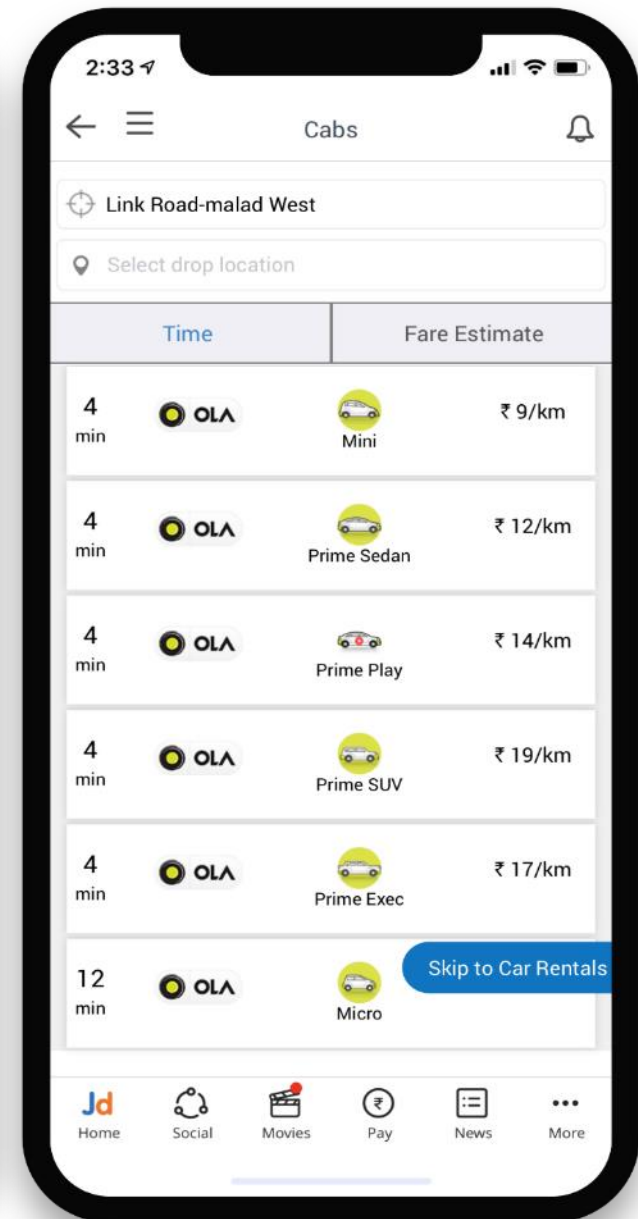 2:33
Cabs
Link Road-malad West
Select drop location
Time
Fare Estimate
4
min
OLA
Mini
₹ 9/km
4
min
OLA
Prime Sedan
₹ 12/km
4
min
OLA
Prime Play
₹ 14/km
4
min
OLA
Prime SUV
₹ 19/km
4
min
OLA
Prime Exec
₹ 17/km
12
min
OLA
Micro
Skip to Car Rentals
Jd
Home
Social
Movies
₹
Pay
News
More